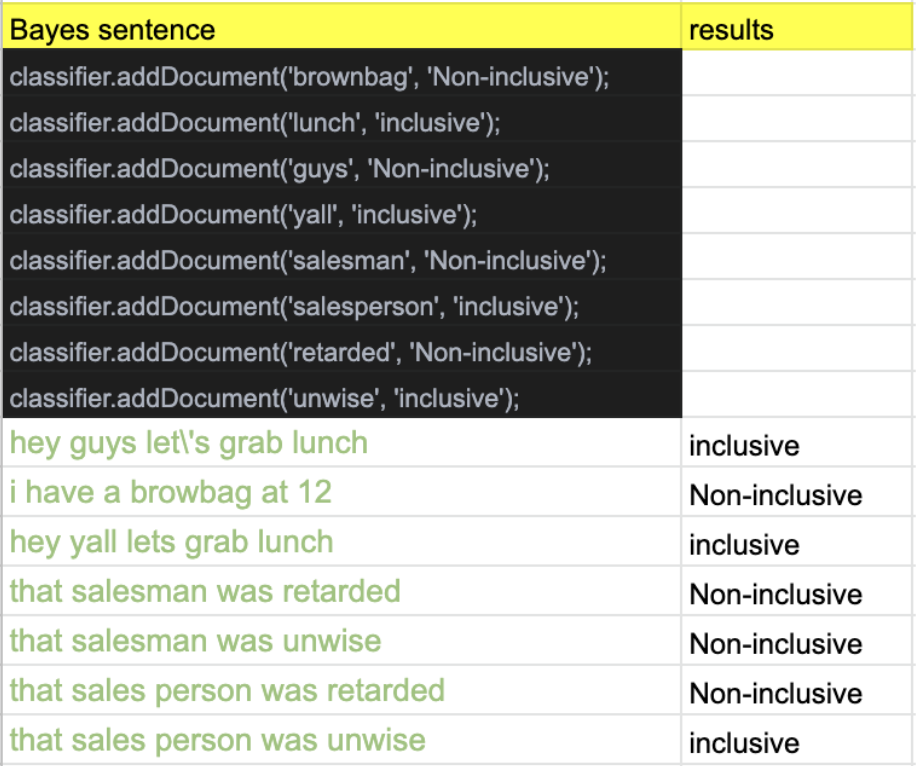 Bayes sentence results
classifier.addDocument('brownbag', 'Non-inclusive');
classifier.addDocument('lunch', 'inclusive');
classifier.addDocument('guys', 'Non-inclusive');
classifier.addDocument('yall', 'inclusive');
classifier.addDocument('salesman', 'Non-inclusive');
classifier.addDocument('salesperson', 'inclusive');
classifier.addDocument('retarded', 'Non-inclusive');
classifier.addDocument('unwise', 'inclusive');
hey guys let\'s grab lunch inclusive
i have a browbag at 12 Non-inclusive
hey yall lets grab lunch inclusive
that salesman was retarded Non-inclusive
that salesman was unwise Non-inclusive
that sales person was retarded Non-inclusive
that sales person was unwise inclusive